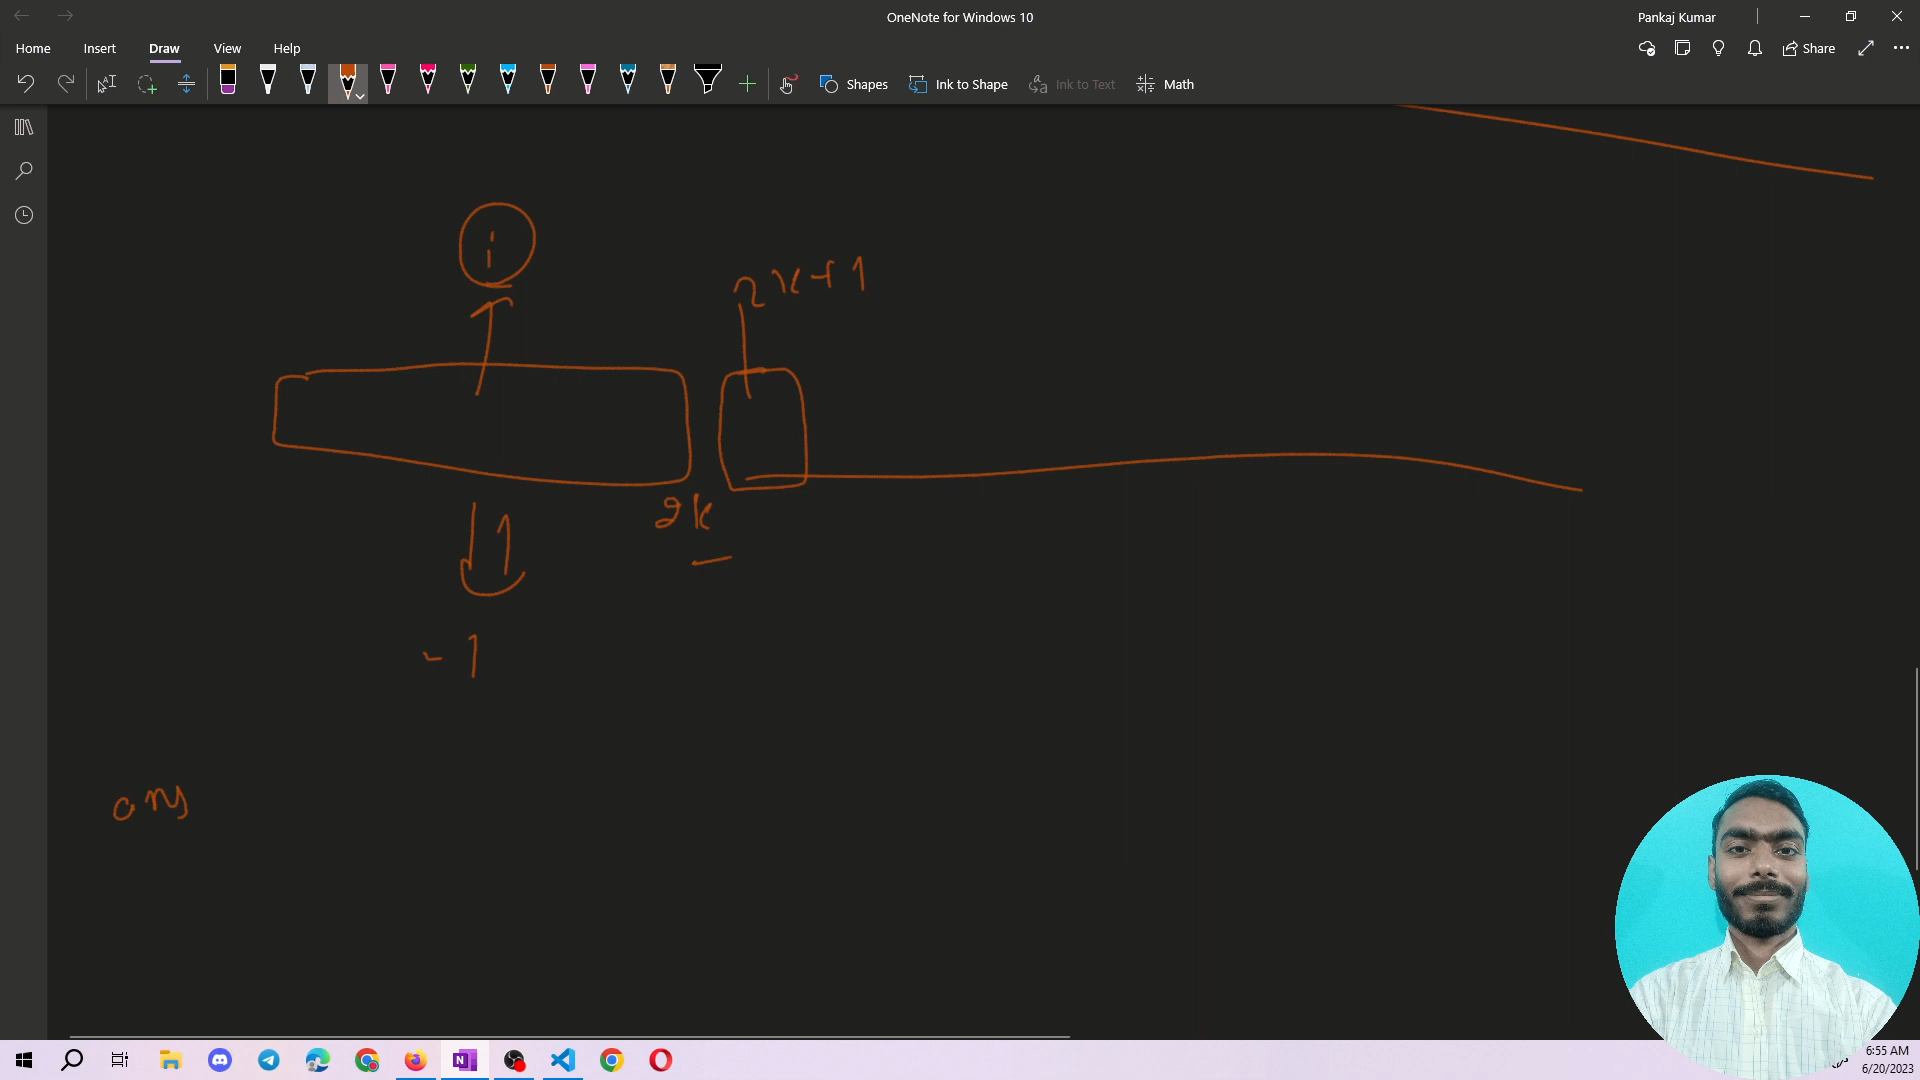 OneNote for Windows 10
Pankaj Kumar
Home Insert Draw View Help
Share
Shapes
Ink to Shape
Ink to Text
Math
i
2k+1
2k
1
-1
ans
6:55 AM
6/20/2023